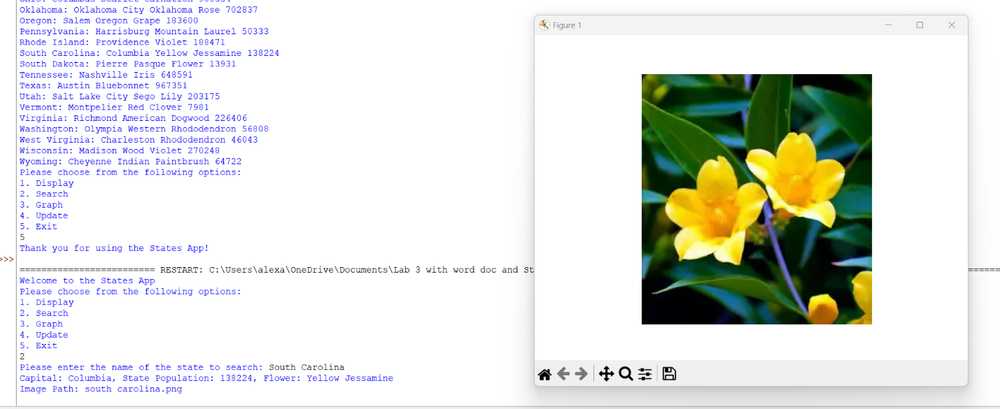 Ohio: Columbus Scarlet Carnation
Oklahoma: Oklahoma City Oklahoma Rose 702837
Oregon: Salem Oregon Grape 183600
Pennsylvania: Harrisburg Mountain Laurel 50333
Rhode Island: Providence Violet 188471
South Carolina: Columbia Yellow Jessamine 138224
South Dakota: Pierre Pasque Flower 13931
Tennessee: Nashville Iris 648591
Texas: Austin Bluebonnet 967351
Utah: Salt Lake City Sego Lily 203175
Vermont: Montpelier Red Clover 7981
Virginia: Richmond American Dogwood 226406
Washington: Olympia Western Rhododendron 56808
West Virginia: Charleston Rhododendron 46043
Wisconsin: Madison Wood Violet 270248
Wyoming: Cheyenne Indian Paintbrush 64722
Please choose from the following options:
1. Display
2. Search
3. Graph
4. Update
5. Exit
5
Thank you for using the States App!
>>>
========================= RESTART: C:\Users\alexa\OneDrive\Documents\Lab 3 with word doc and St ======
Welcome to the States App
Please choose from the following options:
1. Display
2. Search
3. Graph
4. Update
5. Exit
2
Please enter the name of the state to search: South Carolina
Capital: Columbia, State Population: 138224, Flower: Yellow Jessamine
Image Path: south carolina.png
Figure 1